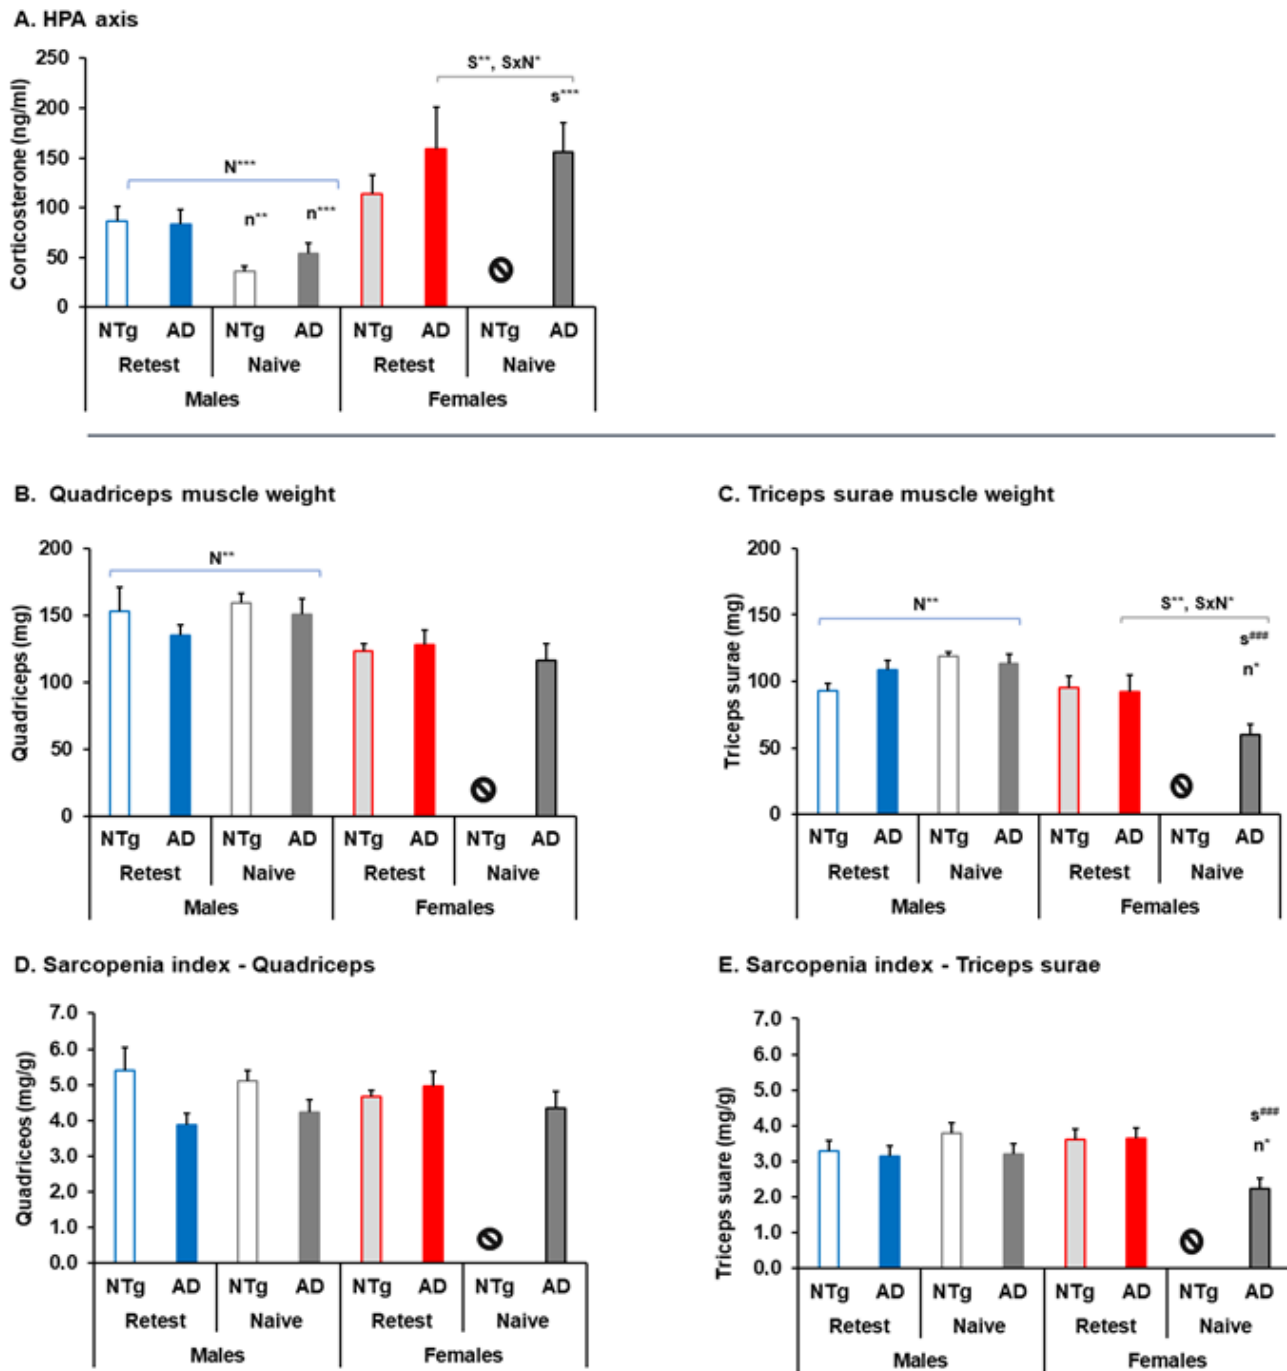 A. HPA axis
250
200
150
100
50
0
Corticosterone (ng/ml)
N***
n**
n***
S**, SxN*
s***
NTg AD NTg AD NTg AD NTg AD
Retest Naive Retest Naive
Males Females
B. Quadriceps muscle weight
200
150
100
50
0
Quadriceps (mg)
N**
NTg AD NTg AD NTg AD NTg AD
Retest Naive Retest Naive
Males Females
C. Triceps surae muscle weight
200
150
100
50
0
Triceps surae (mg)
N**
S**, SxN*
s###
n*
NTg AD NTg AD NTg AD NTg AD
Retest Naive Retest Naive
Males Females
D. Sarcopenia index - Quadriceps
7.0
6.0
5.0
4.0
3.0
2.0
1.0
0.0
Quadriceos (mg/g)
NTg AD NTg AD NTg AD NTg AD
Retest Naive Retest Naive
Males Females
E. Sarcopenia index - Triceps surae
7.0
6.0
5.0
4.0
3.0
2.0
1.0
0.0
Triceps suare (mg/g)
s###
n*
NTg AD NTg AD NTg AD NTg AD
Retest Naive Retest Naive
Males Females